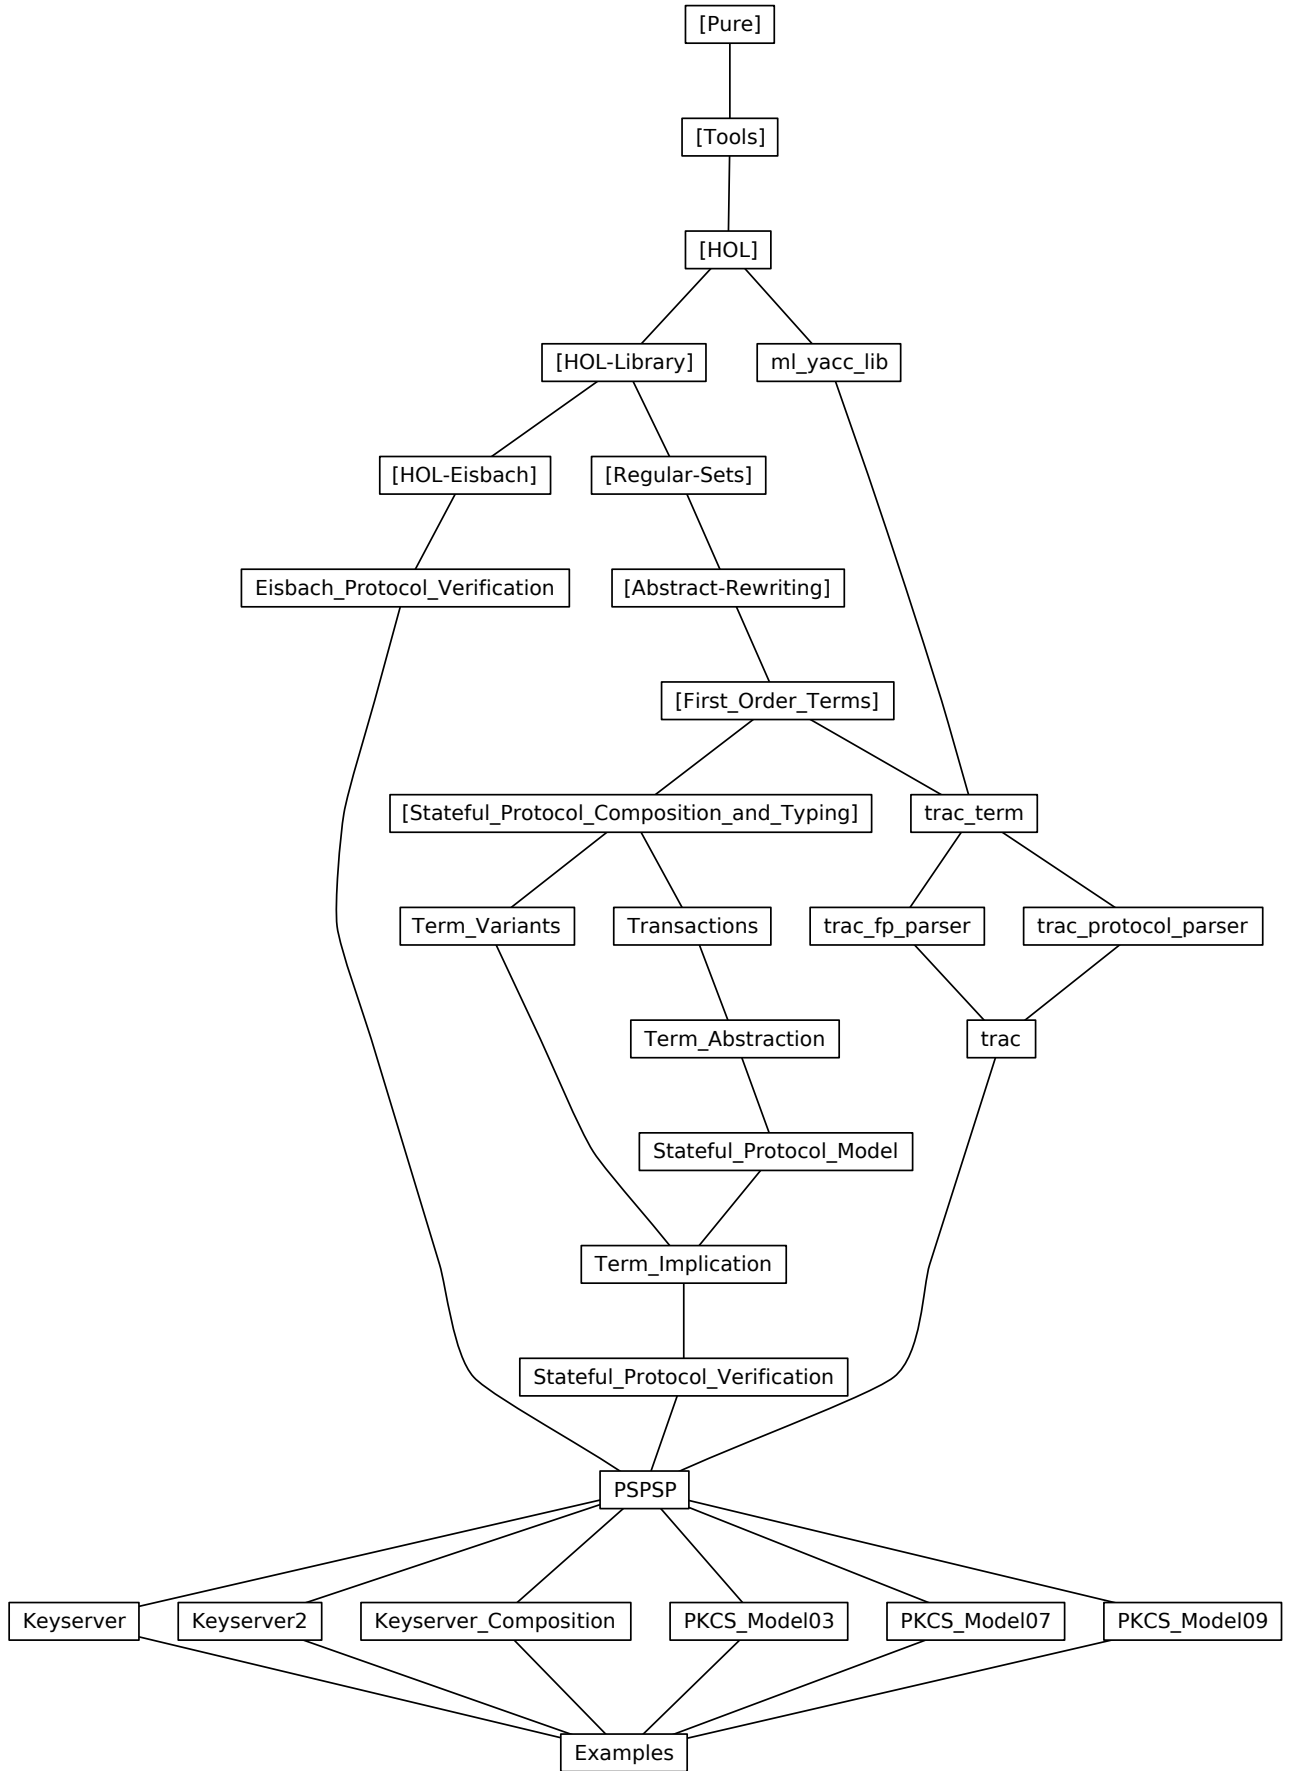 [Pure]
[Tools]
[HOL]
[HOL-Library]
ml_yacc_lib
[HOL-Eisbach]
[Regular-Sets]
Eisbach_Protocol_Verification
[Abstract-Rewriting]
[First_Order_Terms]
[Stateful_Protocol_Composition_and_Typing]
trac_term
Term_Variants
Transactions
trac_fp_parser
trac_protocol_parser
Term_Abstraction
trac
Stateful_Protocol_Model
Term_Implication
Stateful_Protocol_Verification
PSPSP
Keyserver
Keyserver2
Keyserver_Composition
PKCS_Model03
PKCS_Model07
PKCS_Model09
Examples